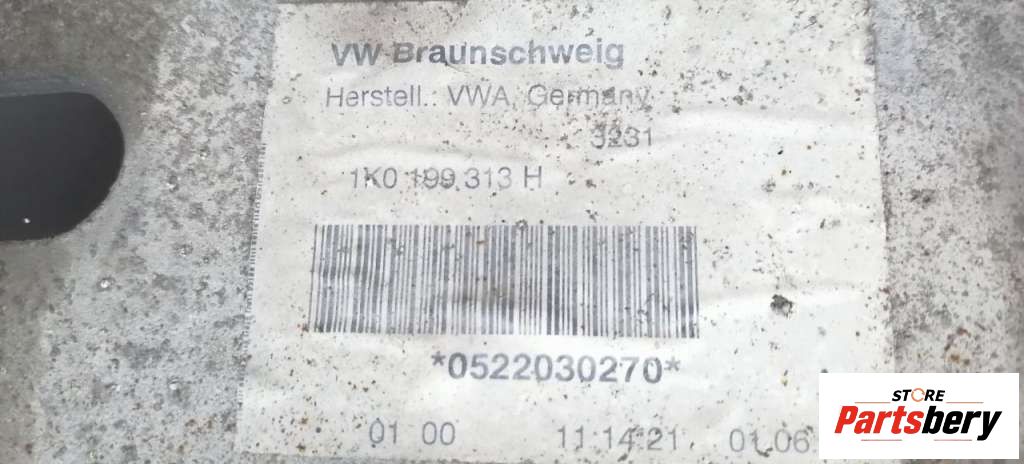 VW Braunschweig
Herstell.: VWA, Germany
3231
1K0 199 313 H
*0522030270*
01 00 11:14:21 01.06.
STORE
Partsbery